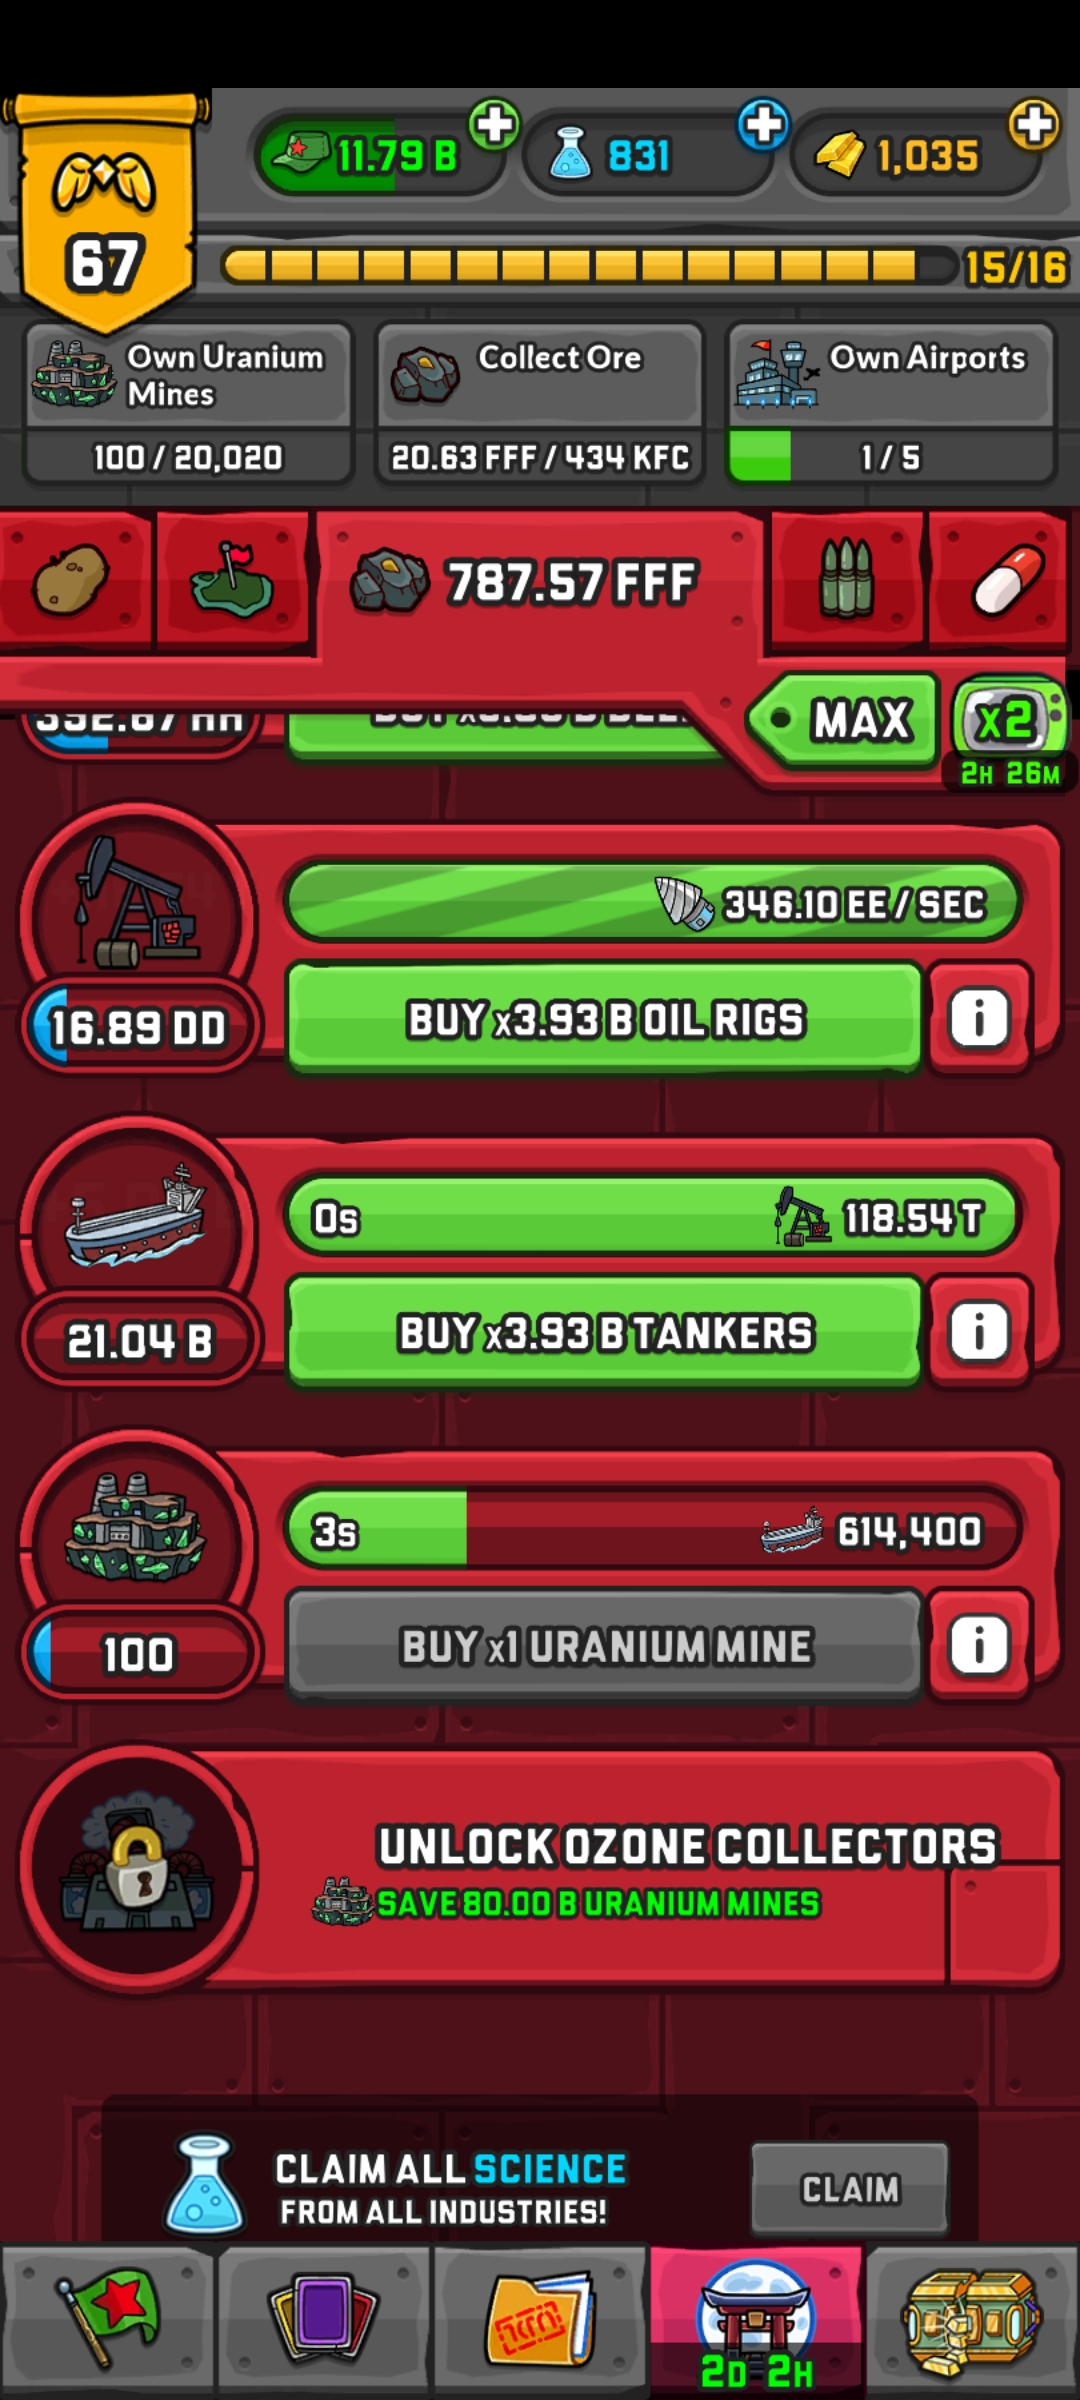 11.79 B
831
1,035
67
15/16
Own Uranium
Mines
Collect Ore
Own Airports
100 / 20,020
20.63 FFF / 434 KFC
1 / 5
787.57 FFF
MAX
x2
2H 26M
346.10 EE / SEC
16.89 DD
BUY x3.93 B OIL RIGS
i
0s
118.54 T
21.04 B
BUY x3.93 B TANKERS
i
3s
614,400
100
BUY x1 URANIUM MINE
i
UNLOCK OZONE COLLECTORS
SAVE 80.00 B URANIUM MINES
CLAIM ALL SCIENCE
FROM ALL INDUSTRIES!
CLAIM
2D 2H